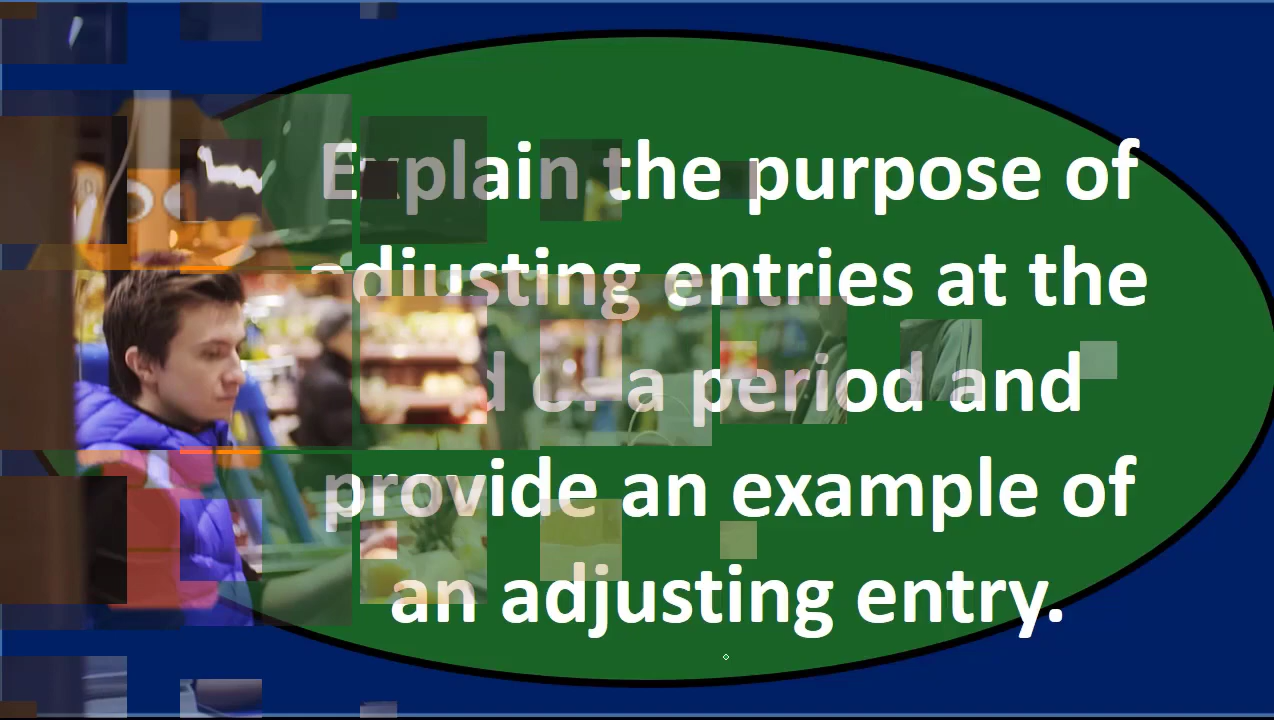 Explain the purpose of
adjusting entries at the
a period and
provide an example of
an adjusting entry.